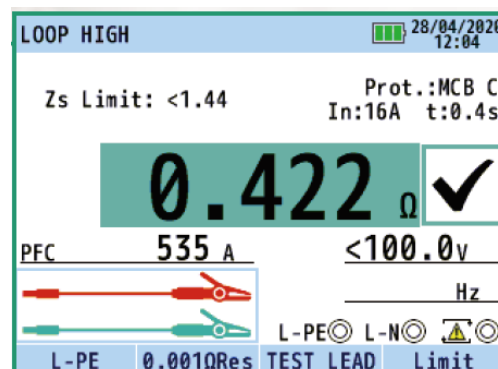 LOOP HIGH 28/04/2020
12:04
Zs Limit: <1.44 Prot.:MCB C
In:16A t:0.4s
0.422 Ω
PFC 535 A <100.0V
Hz
L-PE L-N
L-PE 0.001ΩRes TEST LEAD Limit